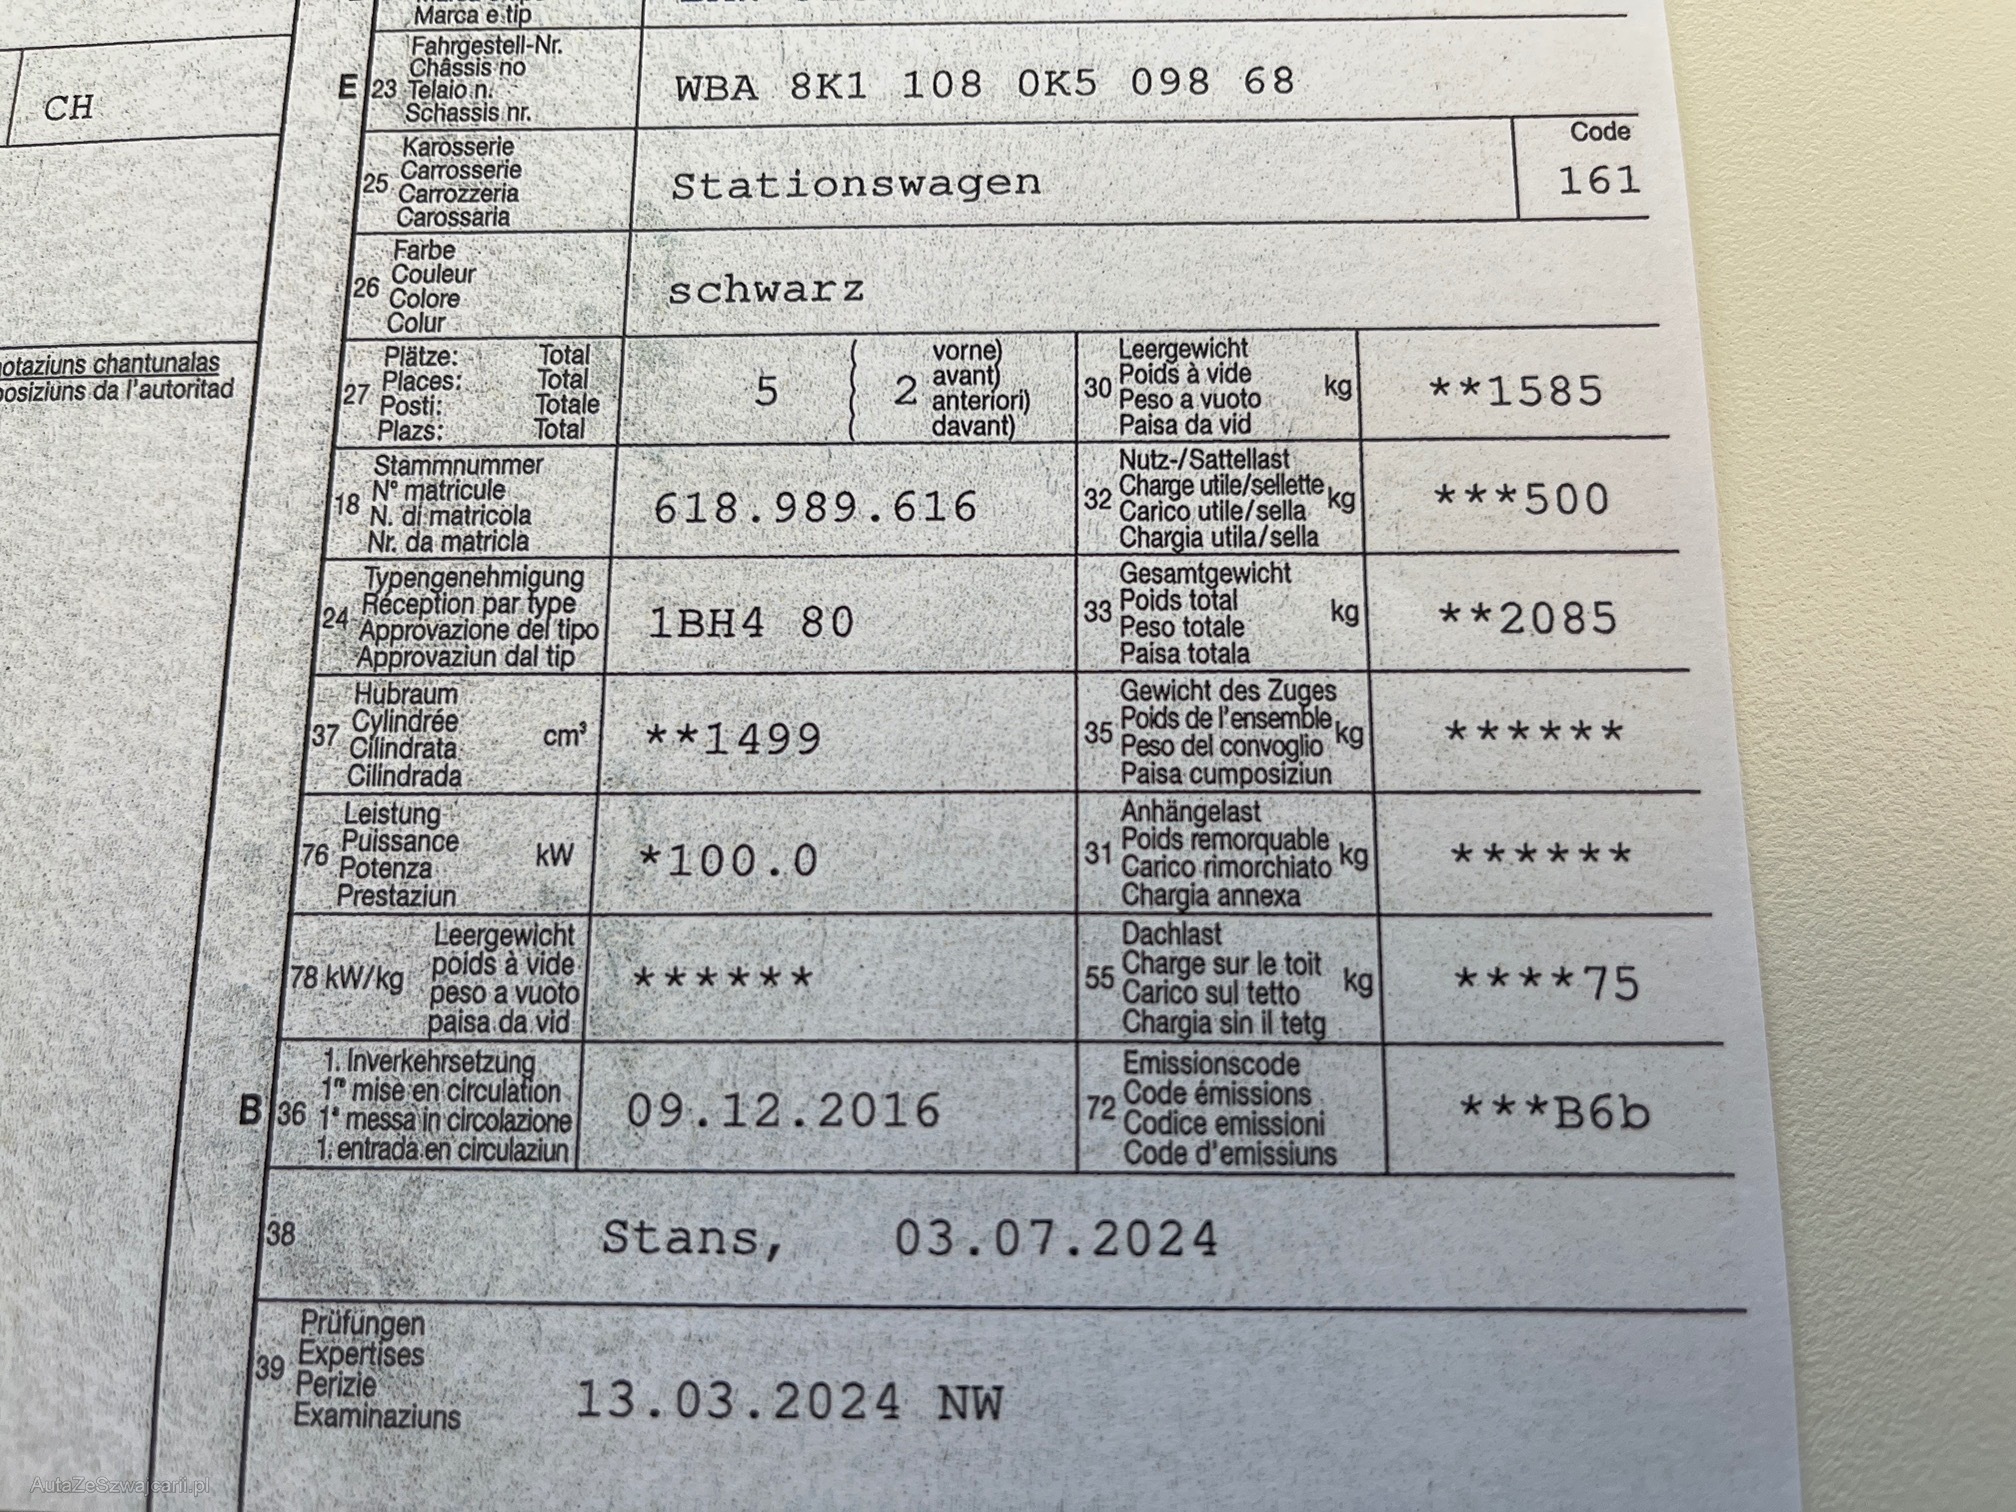 Marca e tip
E 23 Fahrgestell-Nr.
Châssis no
Telaio n.
Schassis nr.
WBA 8K1 108 0K5 098 68
CH
25 Karosserie
Carrosserie
Carrozzeria
Carossaria
Stationswagen
Code
161
26 Farbe
Couleur
Colore
Colur
schwarz
otaziuns chantunalas
posiziuns da l'autoritad
27 Plätze: Total
Places: Total
Posti: Totale
Plazs: Total
5 { 2 vorne)
avant)
anteriori)
davant)
30 Leergewicht
Poids à vide
Peso a vuoto
Paisa da vid
kg
**1585
18 Stammnummer
N° matricule
N. di matricola
Nr. da matricla
618.989.616
32 Nutz-/Sattellast
Charge utile/sellette
Carico utile/sella
Chargia utila/sella
kg
***500
24 Typengenehmigung
Réception par type
Approvazione del tipo
Approvaziun dal tip
1BH4 80
33 Gesamtgewicht
Poids total
Peso totale
Paisa totala
kg
**2085
37 Hubraum
Cylindrée
Cilindrata
Cilindrada
cm³
**1499
35 Gewicht des Zuges
Poids de l'ensemble
Peso del convoglio
Paisa cumposiziun
kg
******
76 Leistung
Puissance
Potenza
Prestaziun
kW
*100.0
31 Anhängelast
Poids remorquable
Carico rimorchiato
Chargia annexa
kg
******
78 kW/kg
Leergewicht
poids à vide
peso a vuoto
paisa da vid
******
55 Dachlast
Charge sur le toit
Carico sul tetto
Chargia sin il tetg
kg
****75
B 36 1. Inverkehrsetzung
1re mise en circulation
1a messa in circolazione
1. entrada en circulaziun
09.12.2016
72 Emissionscode
Code émissions
Codice emissioni
Code d'emissiuns
***B6b
38
Stans, 03.07.2024
39 Prüfungen
Expertises
Perizie
Examinaziuns
13.03.2024 NW
AutaZeSzwajcarii.pl